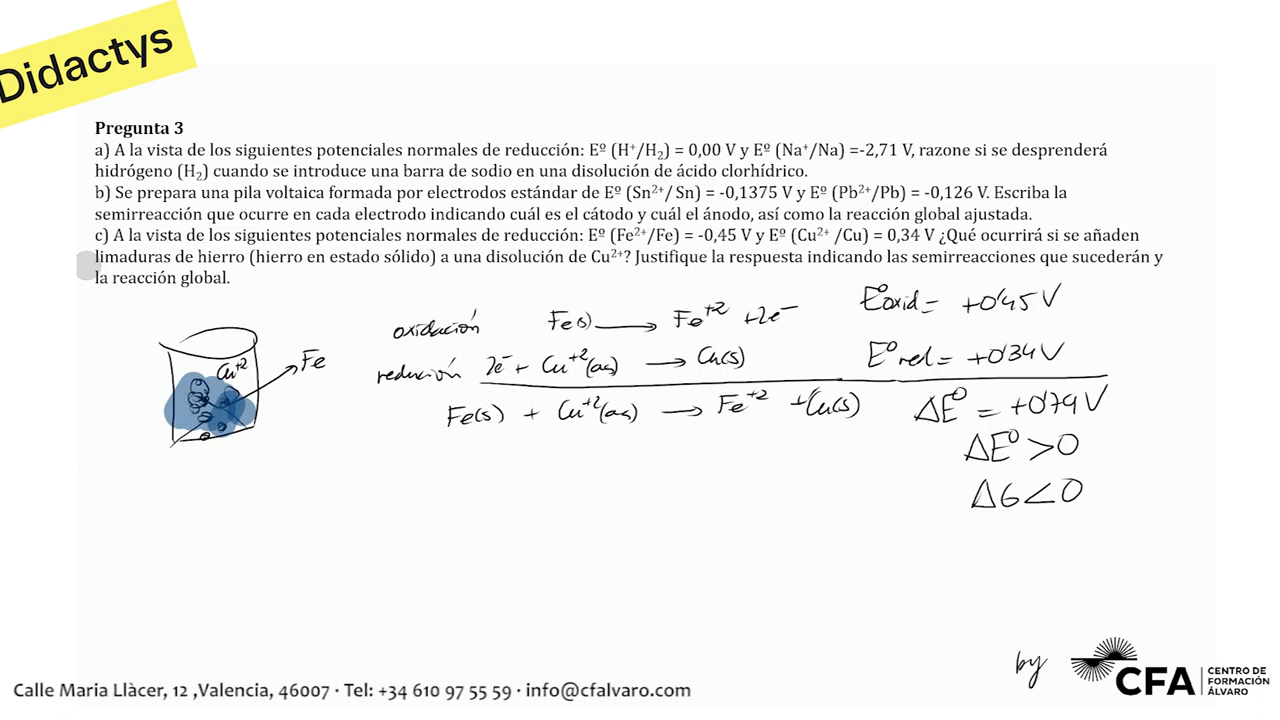 Didactys
Pregunta 3
a) A la vista de los siguientes potenciales normales de reducción: Eº (H⁺/H₂) = 0,00 V y Eº (Na⁺/Na) =-2,71 V, razone si se desprenderá
hidrógeno (H₂) cuando se introduce una barra de sodio en una disolución de ácido clorhídrico.
b) Se prepara una pila voltaica formada por electrodos estándar de Eº (Sn²⁺/ Sn) = -0,1375 V y Eº (Pb²⁺/Pb) = -0,126 V. Escriba la
semirreacción que ocurre en cada electrodo indicando cuál es el cátodo y cuál el ánodo, así como la reacción global ajustada.
c) A la vista de los siguientes potenciales normales de reducción: Eº (Fe²⁺/Fe) = -0,45 V y Eº (Cu²⁺ /Cu) = 0,34 V ¿Qué ocurrirá si se añaden
limaduras de hierro (hierro en estado sólido) a una disolución de Cu²⁺? Justifique la respuesta indicando las semirreacciones que sucederán y
la reacción global.
oxidación Fe(s) → Fe⁺² + 2e⁻ Eºoxid = +0'45 V
Cu⁺² Fe
reducción 2e⁻ + Cu⁺²(aq) → Cu(s) Eºred = +0'34 V
Fe(s) + Cu⁺²(aq) → Fe⁺² + Cu(s) ΔEº = +0'79 V
ΔEº > 0
ΔG < 0
by
CFA CENTRO DE
FORMACIÓN
ÁLVARO
Calle Maria Llàcer, 12 ,Valencia, 46007 · Tel: +34 610 97 55 59 · info@cfalvaro.com